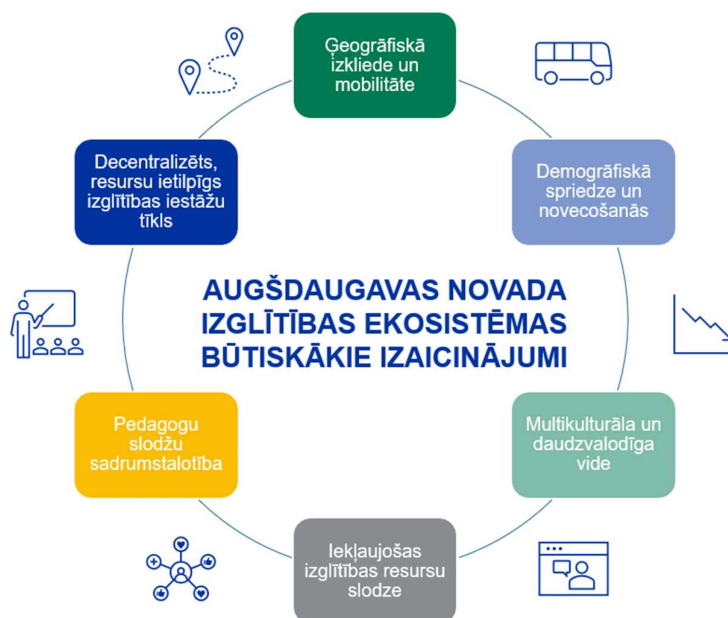 Ģeogrāfiskā
izkliede un
mobilitāte
Decentralizēts,
resursu ietilpīgs
izglītības iestāžu
tīkls
Demogrāfiskā
spriedze un
novecošanās
AUGŠDAUGAVAS NOVADA
IZGLĪTĪBAS EKOSISTĒMAS
BŪTISKĀKIE IZAICINĀJUMI
Pedagogu
slodžu
sadrumstalotība
Multikulturāla un
daudzvalodīga
vide
Iekļaujošas
izglītības resursu
slodze